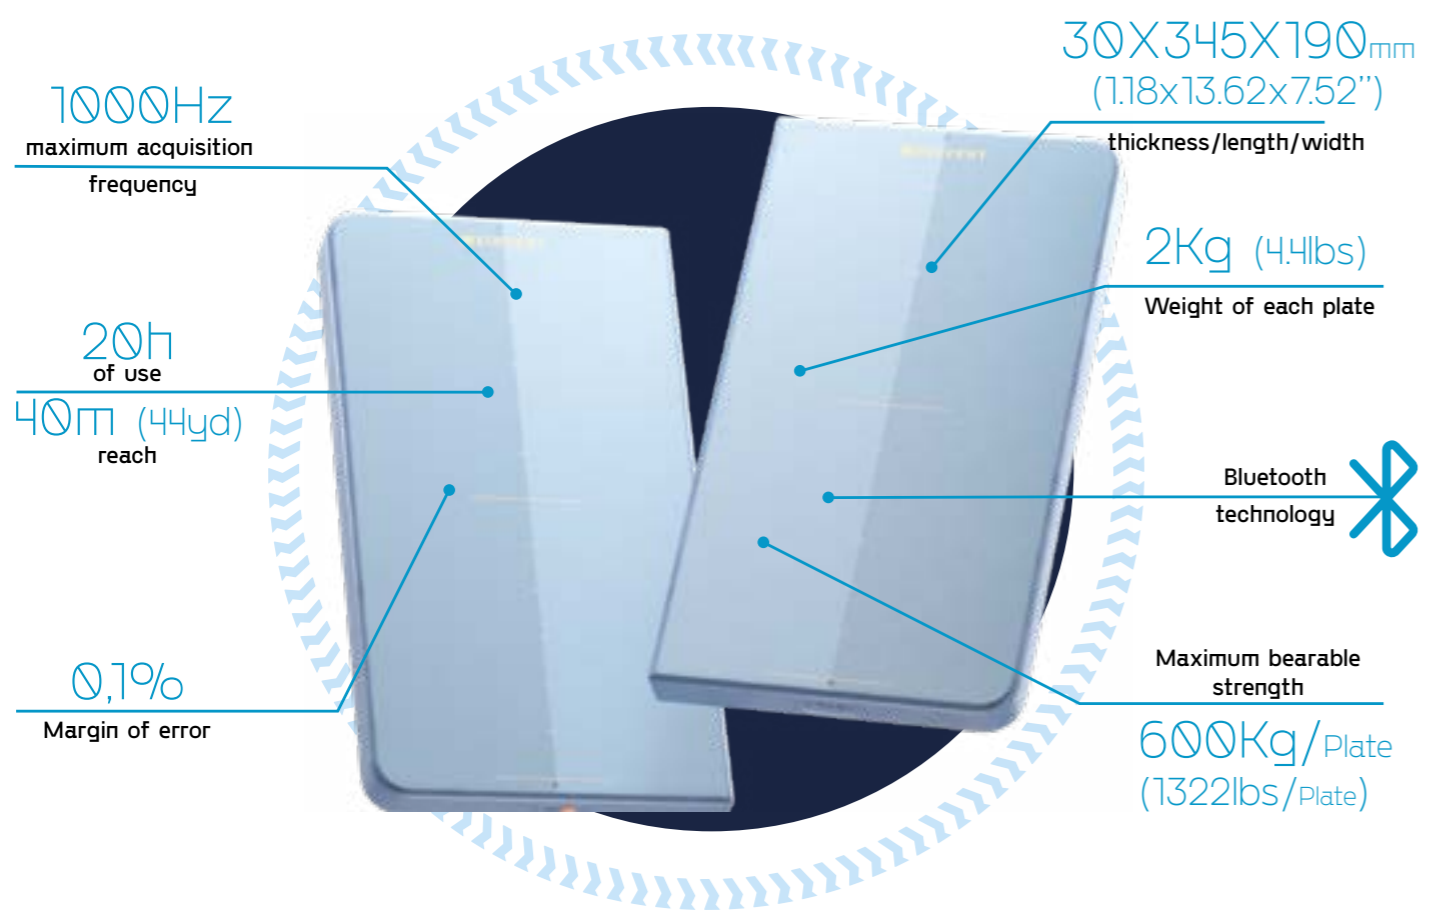 1000Hz
maximum acquisition
frequency
20h
of use
40m (44yd)
reach
0,1%
Margin of error
30X345X190mm
(1.18x13.62x7.52’’)
thickness/length/width
2Kg (4.4lbs)
Weight of each plate
Bluetooth
technology
Maximum bearable
strength
600Kg/Plate
(1322lbs/Plate)